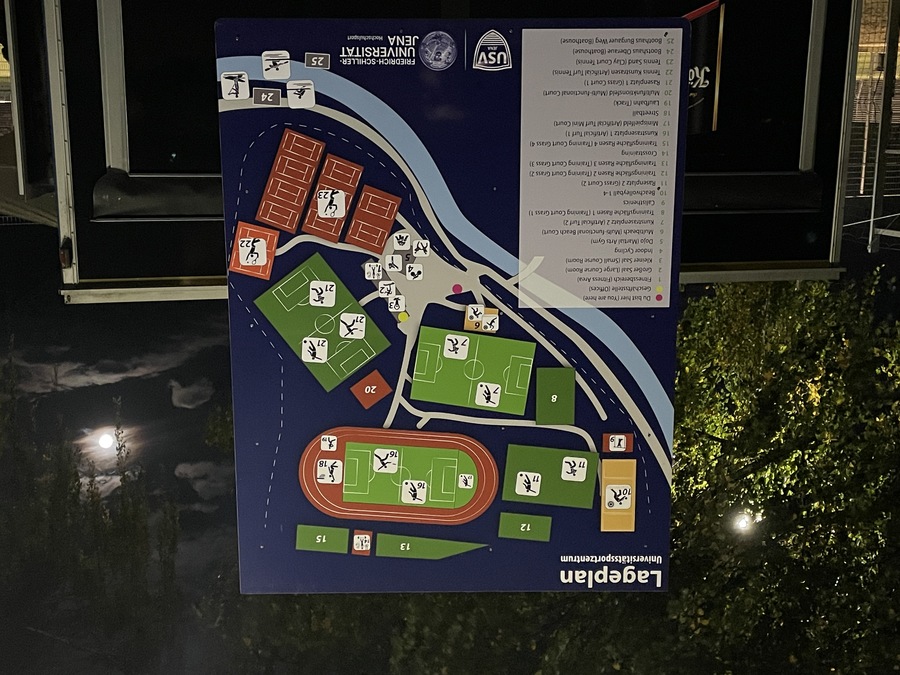 Lageplan
Universitätssportzentrum
13
15
12
10
11
11
16
16
18
19
9
8
7
7
20
21
21
21
6
3
2
1
4
5
22
23
24
25
Du bist hier (You are here)
Geschäftsstelle (Offices)
1 Fitnessbereich (Fitness Area)
2 Großer Saal (Large Course Room)
3 Kleiner Saal (Small Course Room)
4 Indoor Cycling
5 Dojo (Martial Arts Gym)
6 Multibeach (Multi-functional Beach Court)
7 Kunstrasenplatz 2 (Artificial Turf 2)
8 Trainingsfläche Rasen 1 (Training Court Grass 1)
9 Calisthenics
10 Beachvolleyball 1-4
11 Rasenplatz 2 (Grass Court 2)
12 Trainingsfläche Rasen 2 (Training Court Grass 2)
13 Trainingsfläche Rasen 3 (Training Court Grass 3)
14 Crosstraining
15 Trainingsfläche Rasen 4 (Training Court Grass 4)
16 Kunstrasenplatz 1 (Artificial Turf 1)
17 Minispielfeld (Artificial Turf Mini Court)
18 Streetball
19 Laufbahn (Track)
20 Multifunktionsfeld (Multi-functional Court)
21 Rasenplatz 1 (Grass Court 1)
22 Tennis Kunstrasen (Artificial Turf Tennis)
23 Tennis Sand (Clay Court Tennis)
24 Bootshaus Oberaue (Boathouse)
25 Boothaus Burgauer Weg (Boathouse)
USV
JENA
FRIEDRICH-SCHILLER-
UNIVERSITÄT
JENA Hochschulsport